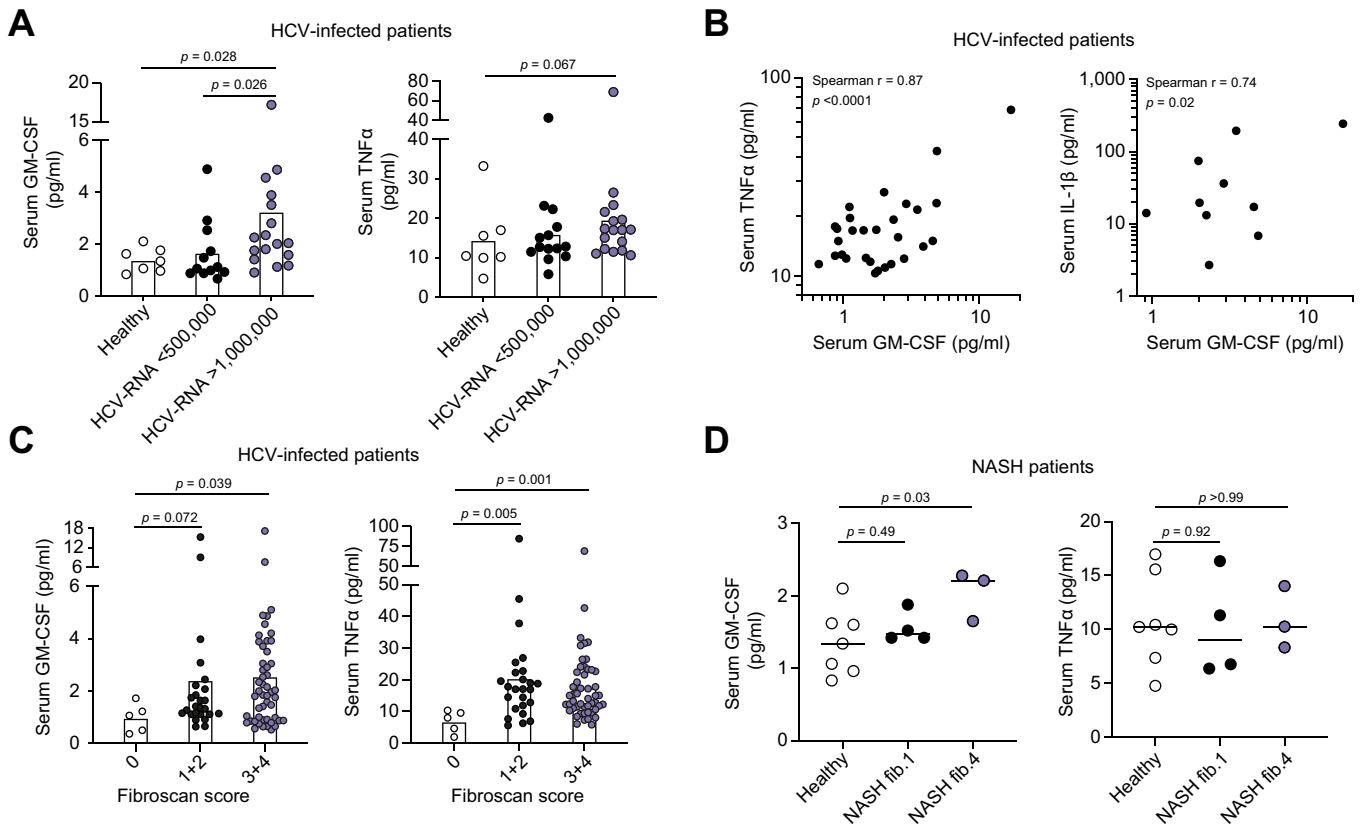 A
HCV-infected patients
p = 0.028
p = 0.026
Serum GM-CSF
(pg/ml)
20
15
6
4
2
0
Healthy
HCV-RNA <500,000
HCV-RNA >1,000,000
p = 0.067
Serum TNFα
(pg/ml)
80
60
40
30
20
10
0
Healthy
HCV-RNA <500,000
HCV-RNA >1,000,000
B
HCV-infected patients
Spearman r = 0.87
p <0.0001
Serum TNFα (pg/ml)
100
10
1
10
Serum GM-CSF (pg/ml)
Spearman r = 0.74
p = 0.02
Serum IL-1β (pg/ml)
1,000
100
10
1
1
10
Serum GM-CSF (pg/ml)
C
HCV-infected patients
p = 0.039
p = 0.072
Serum GM-CSF (pg/ml)
18
12
6
6
4
2
0
0
1+2
3+4
Fibroscan score
p = 0.001
p = 0.005
Serum TNFα (pg/ml)
100
75
50
50
40
30
20
10
0
0
1+2
3+4
Fibroscan score
D
NASH patients
p = 0.03
p = 0.49
Serum GM-CSF
(pg/ml)
3
2
1
0
Healthy
NASH fib.1
NASH fib.4
p >0.99
p = 0.92
Serum TNFα (pg/ml)
20
15
10
5
0
Healthy
NASH fib.1
NASH fib.4